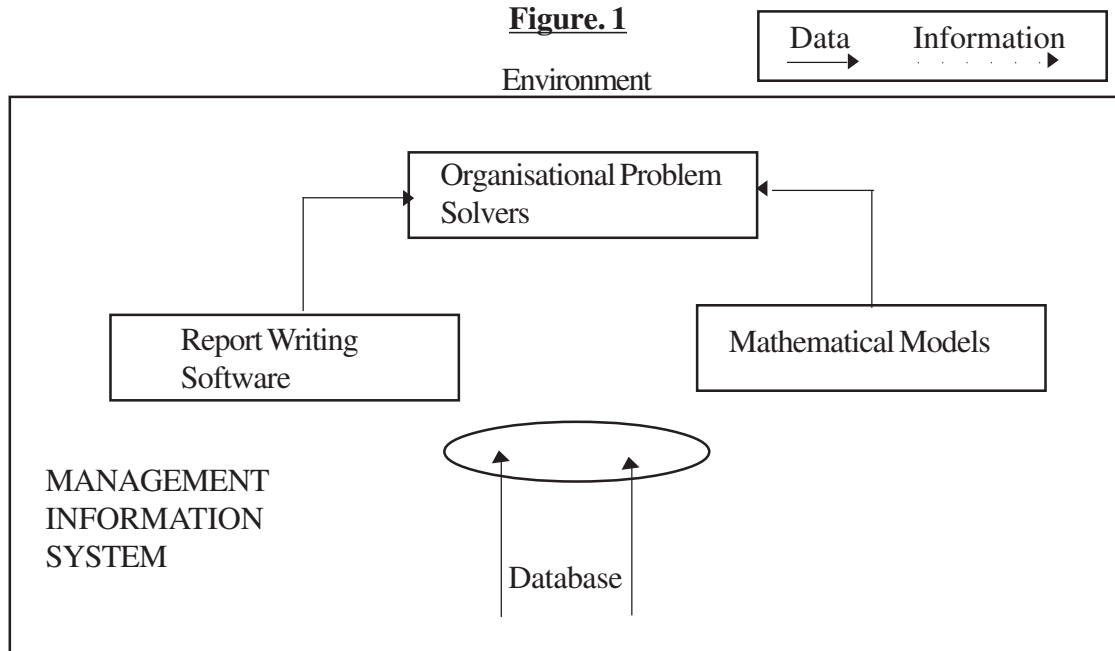 Figure. 1
Data Information
Environment
Organisational Problem
Solvers
Report Writing
Software
Mathematical Models
MANAGEMENT
INFORMATION
SYSTEM
Database